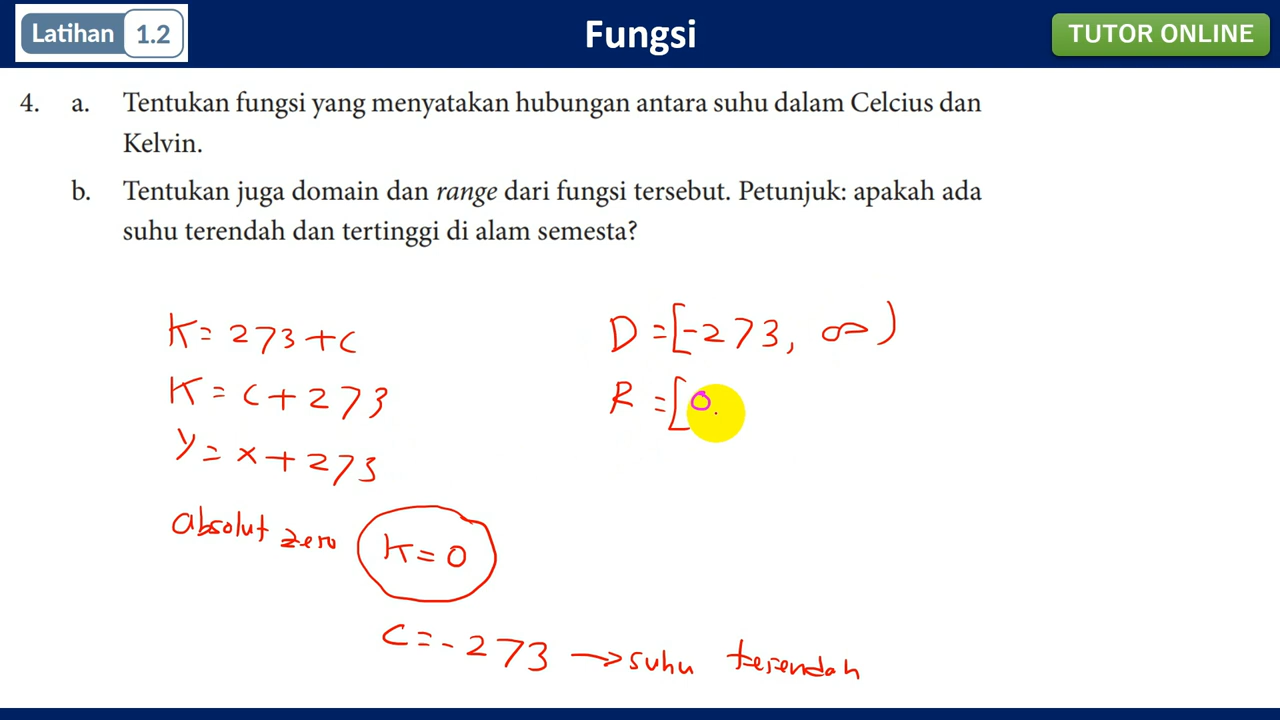 Latihan 1.2
Fungsi
TUTOR ONLINE
4. a. Tentukan fungsi yang menyatakan hubungan antara suhu dalam Celcius dan
Kelvin.
b. Tentukan juga domain dan range dari fungsi tersebut. Petunjuk: apakah ada
suhu terendah dan tertinggi di alam semesta?
K = 273 + C
K = C + 273
y = x + 273
absolut zero K = 0
C = -273 → suhu terendah
D = [-273, ∞)
R = [0